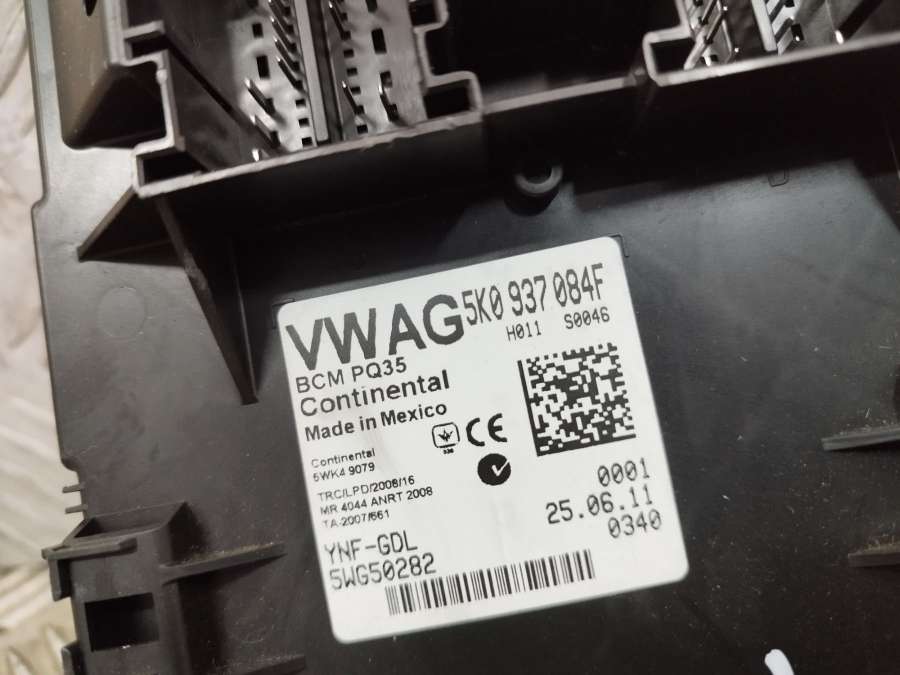 VWAG 5K0 937 084F
H011 S0046
BCM PQ35
Continental
Made in Mexico
CE
Continental
5WK4 9079
TRC/LPD/2008/16
MR 4044 ANRT 2008
TA-2007/661
0001
25.06.11
0340
YNF-GDL
5WG50282